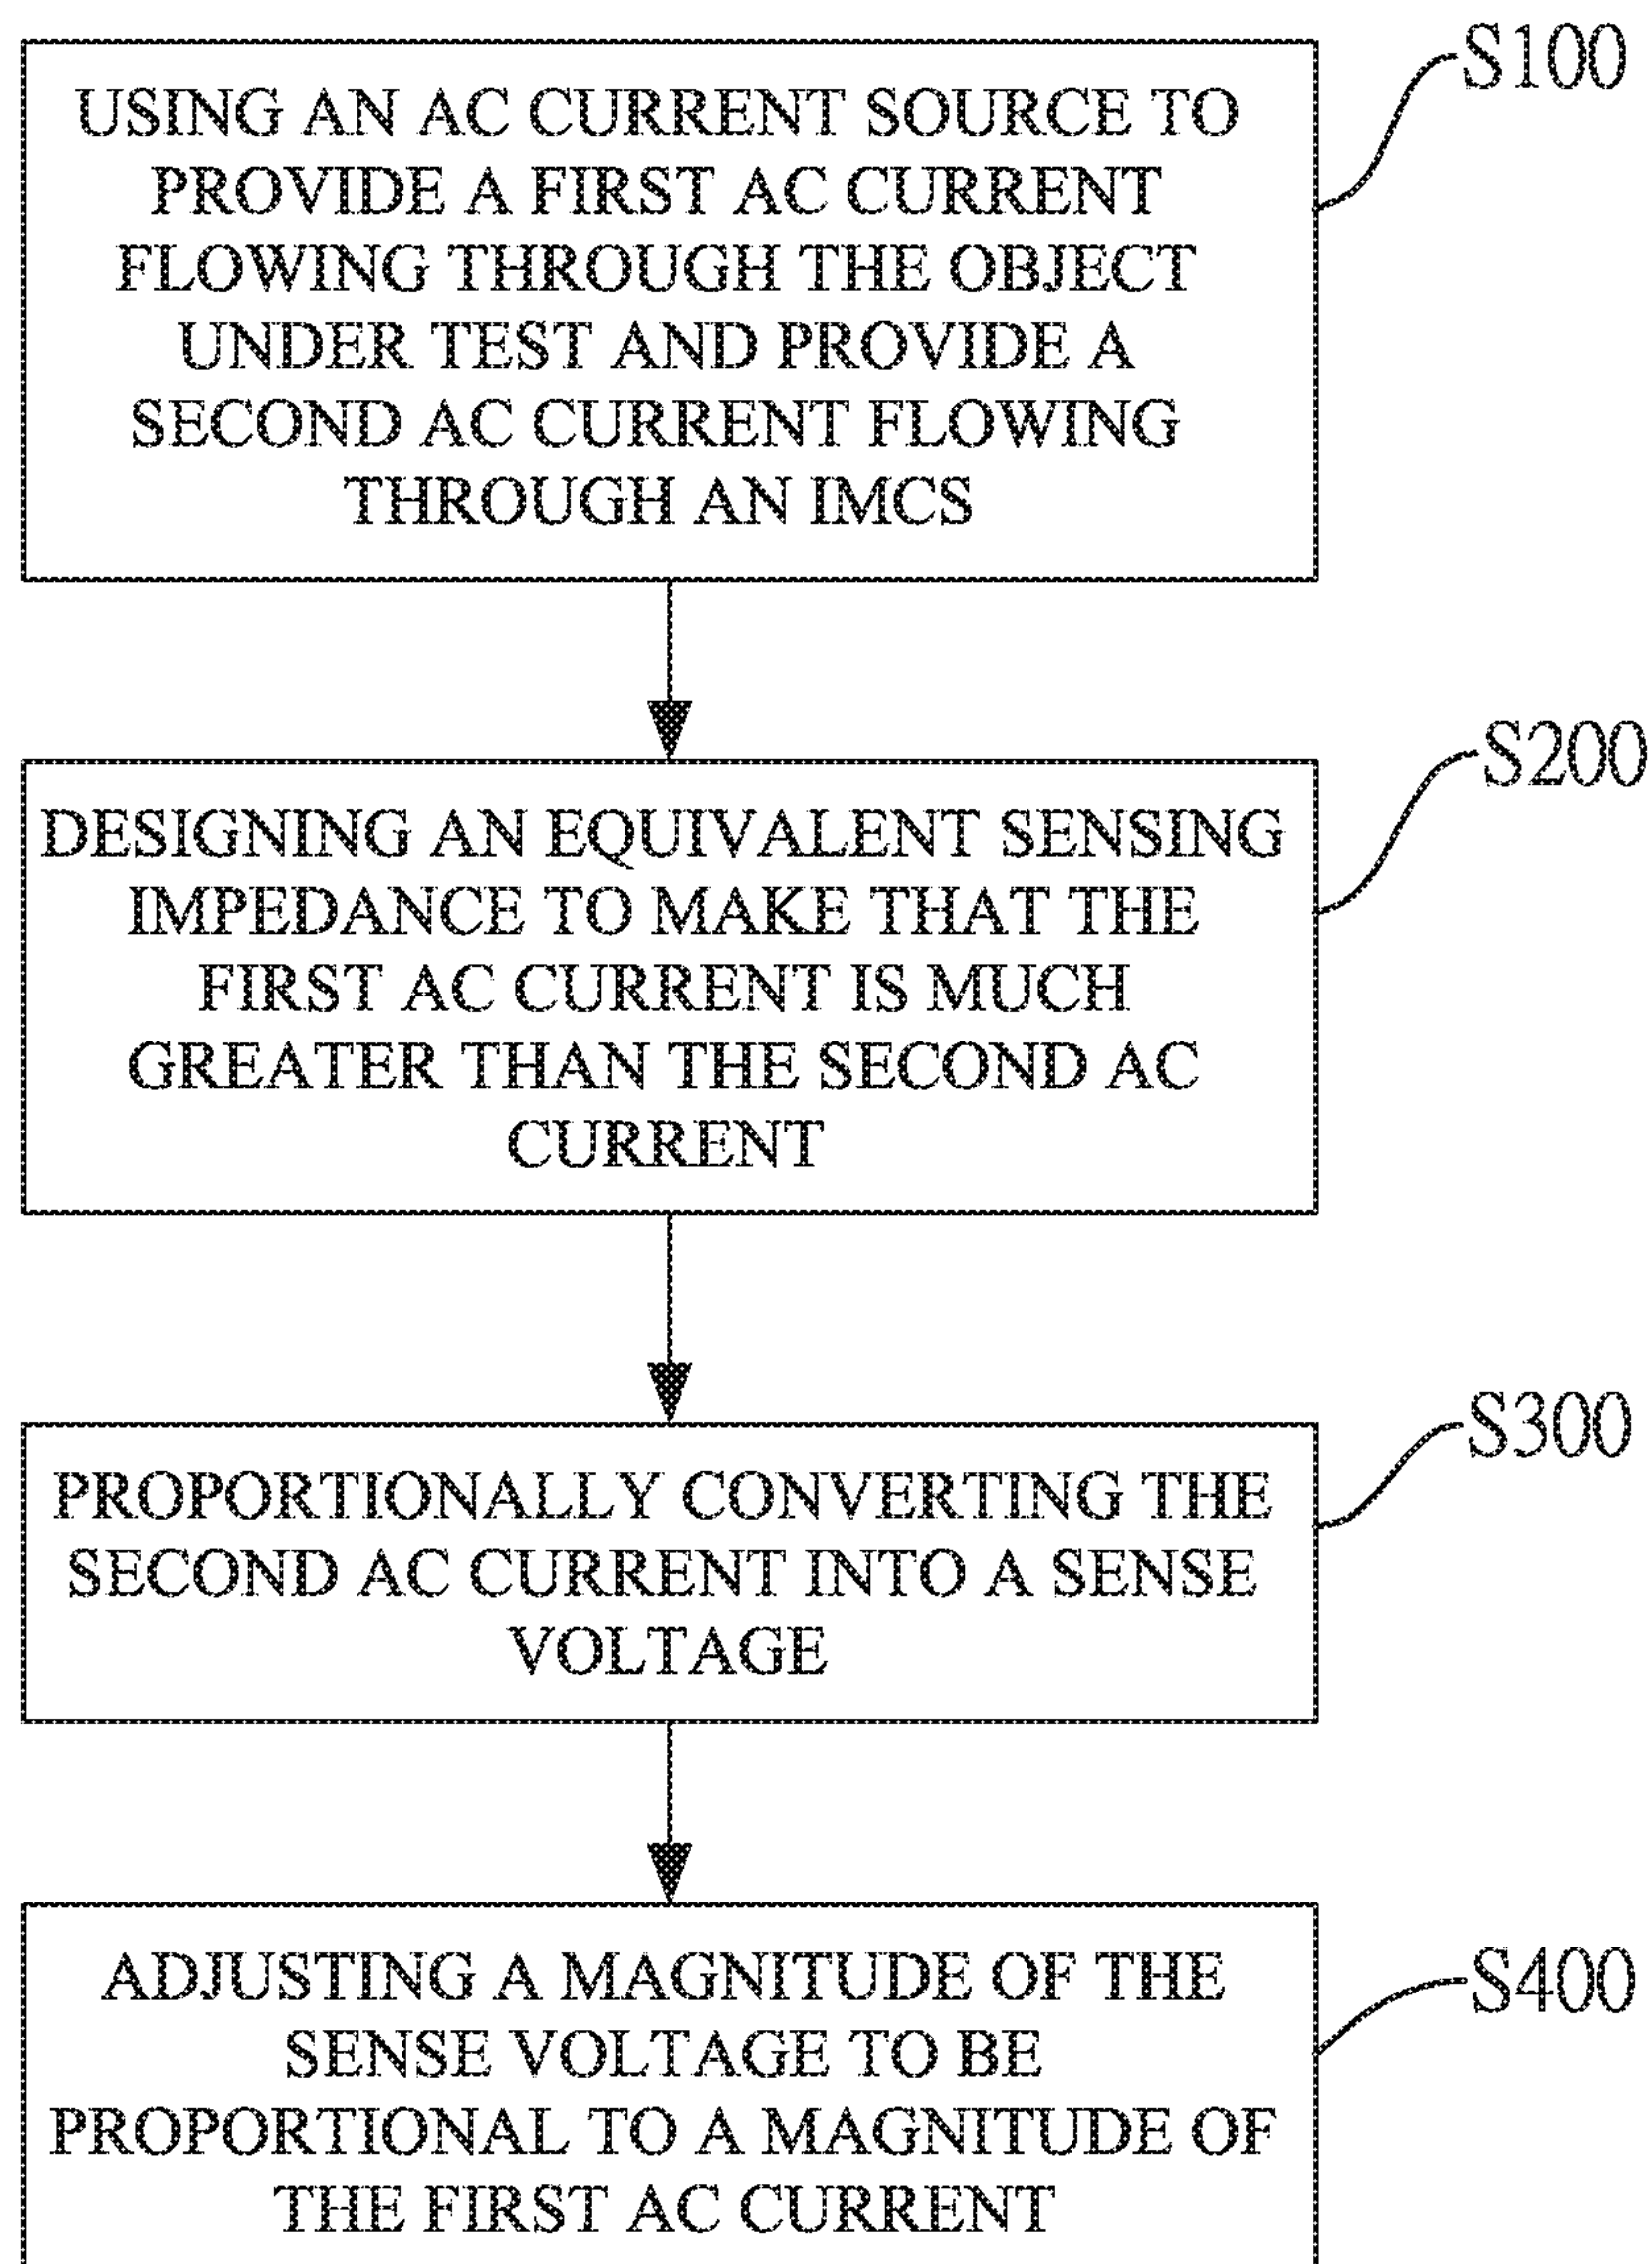 S100
USING AN AC CURRENT SOURCE TO
PROVIDE A FIRST AC CURRENT
FLOWING THROUGH THE OBJECT
UNDER TEST AND PROVIDE A
SECOND AC CURRENT FLOWING
THROUGH AN IMCS
S200
DESIGNING AN EQUIVALENT SENSING
IMPEDANCE TO MAKE THAT THE
FIRST AC CURRENT IS MUCH
GREATER THAN THE SECOND AC
CURRENT
S300
PROPORTIONALLY CONVERTING THE
SECOND AC CURRENT INTO A SENSE
VOLTAGE
S400
ADJUSTING A MAGNITUDE OF THE
SENSE VOLTAGE TO BE
PROPORTIONAL TO A MAGNITUDE OF
THE FIRST AC CURRENT